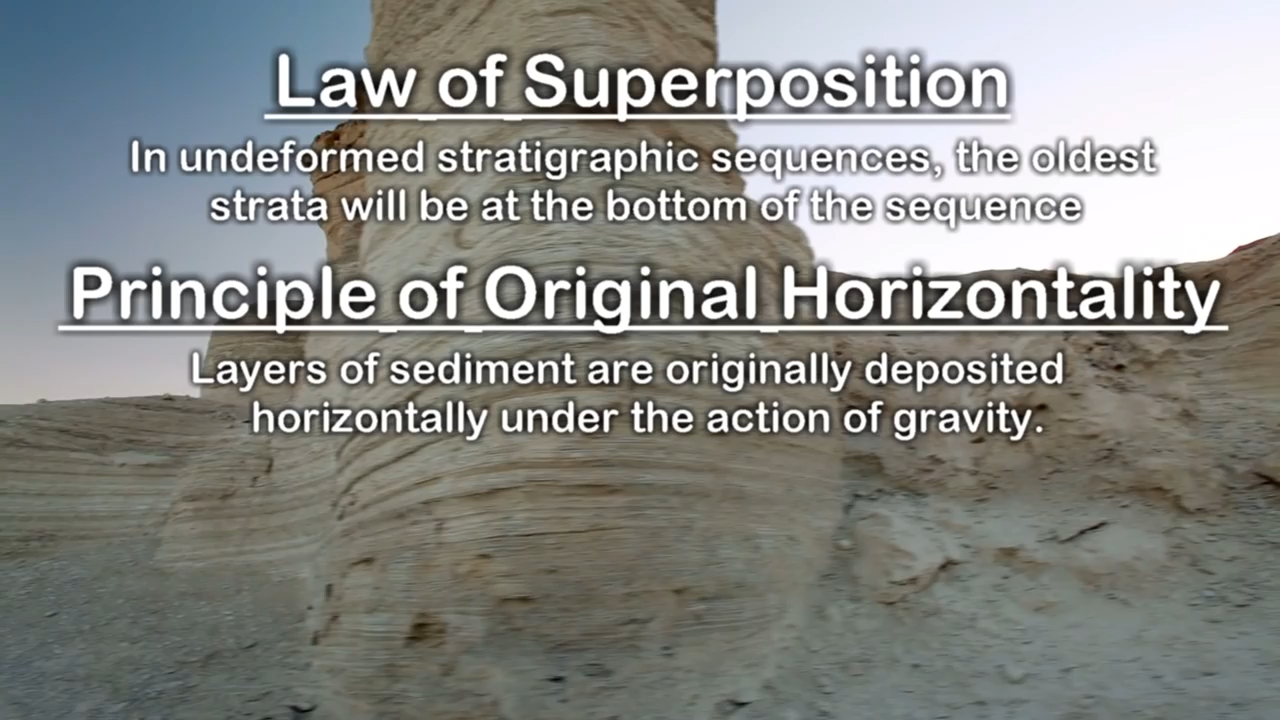 Law of Superposition
In undeformed stratigraphic sequences, the oldest
strata will be at the bottom of the sequence
Principle of Original Horizontality
Layers of sediment are originally deposited
horizontally under the action of gravity.